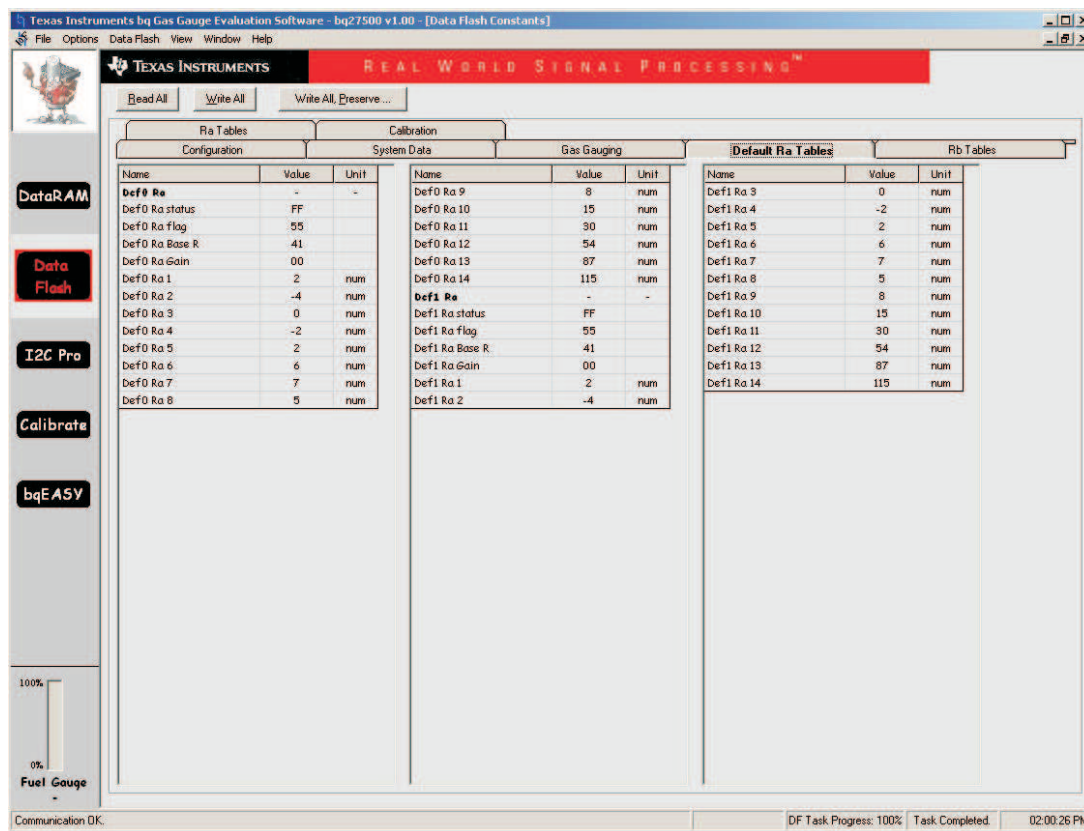 Texas Instruments bq Gas Gauge Evaluation Software - bq27500 v1.00 - [Data Flash Constants]
File Options Data Flash View Window Help
TEXAS INSTRUMENTS REAL WORLD SIGNAL PROCESSING™
Read All Write All Write All, Preserve ...
Ra Tables Calibration
Configuration System Data Gas Gauging Default Ra Tables Rb Tables
DataRAM
Data
Flash
I2C Pro
Calibrate
bqEASY
100%
0%
Fuel Gauge
-
Name Value Unit
Def0 Ra - -
Def0 Ra status FF
Def0 Ra flag 55
Def0 Ra Base R 41
Def0 Ra Gain 00
Def0 Ra 1 2 num
Def0 Ra 2 -4 num
Def0 Ra 3 0 num
Def0 Ra 4 -2 num
Def0 Ra 5 2 num
Def0 Ra 6 6 num
Def0 Ra 7 7 num
Def0 Ra 8 5 num
Name Value Unit
Def0 Ra 9 8 num
Def0 Ra 10 15 num
Def0 Ra 11 30 num
Def0 Ra 12 54 num
Def0 Ra 13 87 num
Def0 Ra 14 115 num
Def1 Ra - -
Def1 Ra status FF
Def1 Ra flag 55
Def1 Ra Base R 41
Def1 Ra Gain 00
Def1 Ra 1 2 num
Def1 Ra 2 -4 num
Name Value Unit
Def1 Ra 3 0 num
Def1 Ra 4 -2 num
Def1 Ra 5 2 num
Def1 Ra 6 6 num
Def1 Ra 7 7 num
Def1 Ra 8 5 num
Def1 Ra 9 8 num
Def1 Ra 10 15 num
Def1 Ra 11 30 num
Def1 Ra 12 54 num
Def1 Ra 13 87 num
Def1 Ra 14 115 num
Communication OK. DF Task Progress: 100% Task Completed. 02:00:26 PM